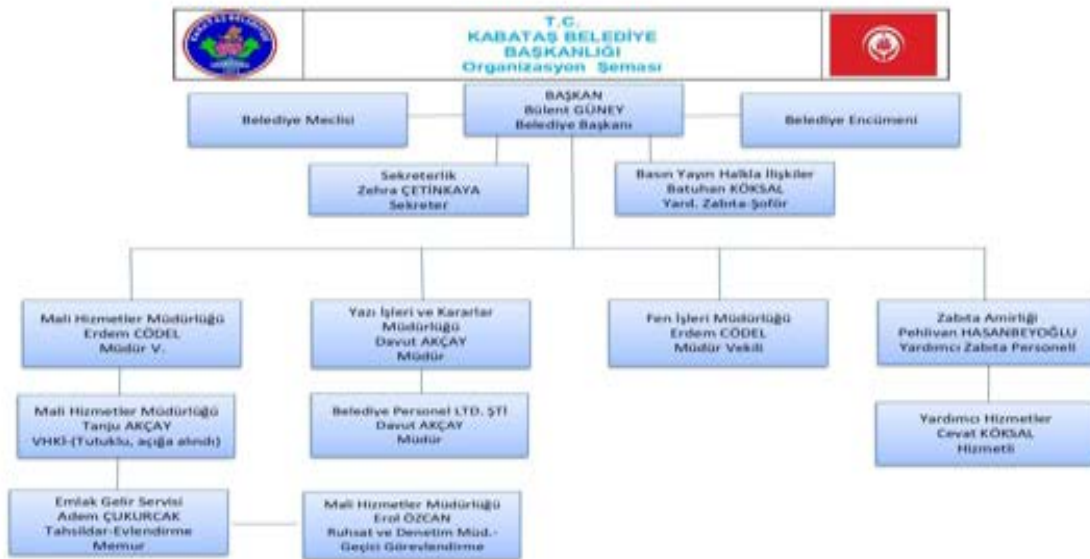 T.C.
KABATAŞ BELEDİYE
BAŞKANLIĞI
Organizasyon Şeması
BAŞKAN
Bülent GÜNEY
Belediye Başkanı
Belediye Meclisi
Belediye Encümeni
Sekreterlik
Zehra ÇETİNKAYA
Sekreter
Basın Yayın Halkla İlişkiler
Batuhan KÖKSAL
Yard. Zabıta-Şoför
Mali Hizmetler Müdürlüğü
Erdem CÖDEL
Müdür V.
Yazı İşleri ve Kararlar
Müdürlüğü
Davut AKÇAY
Müdür
Fen İşleri Müdürlüğü
Erdem CÖDEL
Müdür Vekili
Zabıta Amirliği
Pehlivan HASANBEYOĞLU
Yardımcı Zabıta Personeli
Mali Hizmetler Müdürlüğü
Tanju AKÇAY
VHKİ-(Tutuklu, açığa alındı)
Belediye Personel LTD. ŞTİ
Davut AKÇAY
Müdür
Yardımcı Hizmetler
Cevat KÖKSAL
Hizmetli
Emlak Gelir Servisi
Adem ÇUKURCAK
Tahsildar-Evlendirme
Memur
Mali Hizmetler Müdürlüğü
Erol ÖZCAN
Ruhsat ve Denetim Müd.-
Geçici Görevlendirme